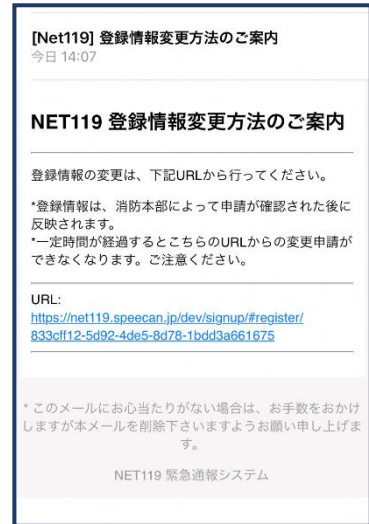 [Net119] 登録情報変更方法のご案内
今日 14:07
NET119 登録情報変更方法のご案内
登録情報の変更は、下記URLから行ってください。
*登録情報は、消防本部によって申請が確認された後に
反映されます。
*一定時間が経過するとこちらのURLからの変更申請が
できなくなります。ご注意ください。
URL:
https://net119.speecan.jp/dev/signup/#register/
833cff12-5d92-4de5-8d78-1bdd3a661675
* このメールにお心当たりがない場合は、お手数をおかけ
しますが本メールを削除下さいますようお願い申し上げま
す。
NET119 緊急通報システム